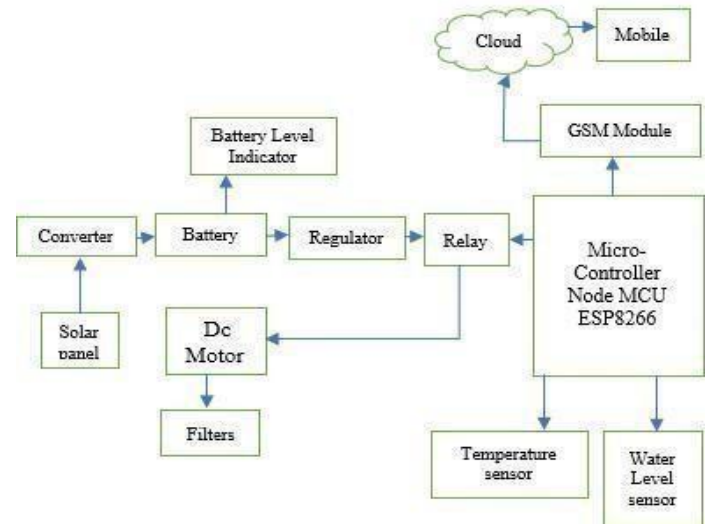 Cloud
Mobile
GSM Module
Battery Level
Indicator
Converter
Battery
Regulator
Relay
Micro-
Controller
Node MCU
ESP8266
Solar
panel
Dc
Motor
Filters
Temperature
sensor
Water
Level
sensor